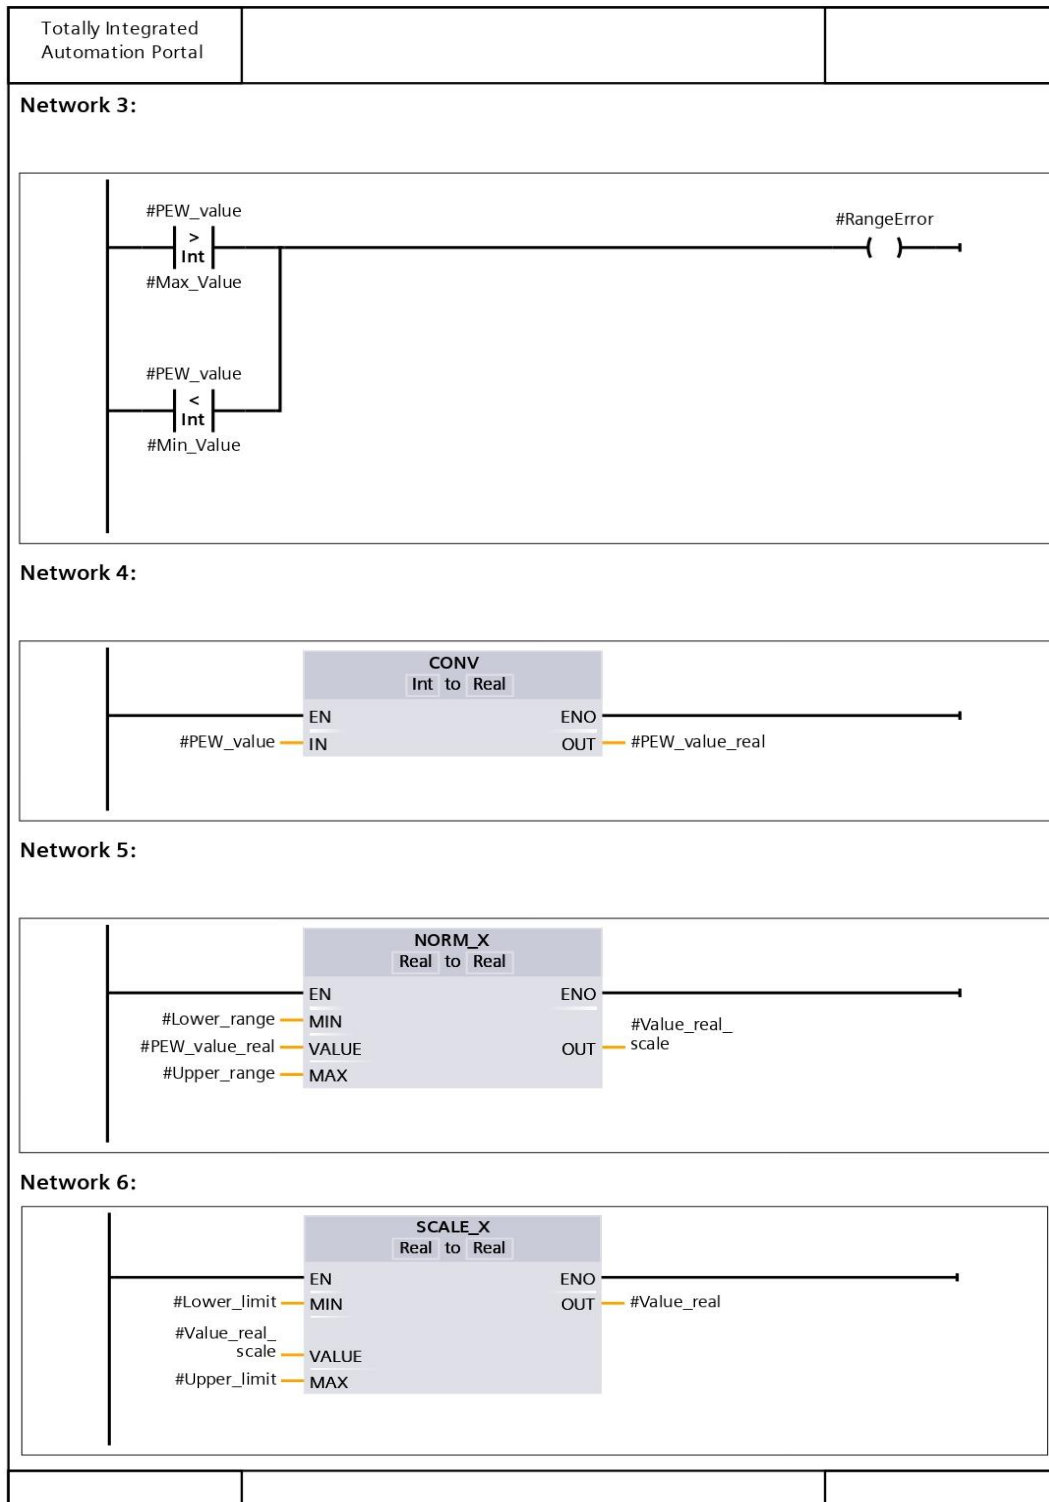 Totally Integrated
Automation Portal
Network 3:
#PEW_value
>
Int
#Max_Value
#RangeError
#PEW_value
<
Int
#Min_Value
Network 4:
CONV
Int to Real
EN ENO
#PEW_value IN OUT #PEW_value_real
Network 5:
NORM_X
Real to Real
EN ENO
#Lower_range MIN
#PEW_value_real VALUE
#Upper_range MAX
OUT
#Value_real_
scale
Network 6:
SCALE_X
Real to Real
EN ENO
#Lower_limit MIN OUT #Value_real
#Value_real_
scale VALUE
#Upper_limit MAX